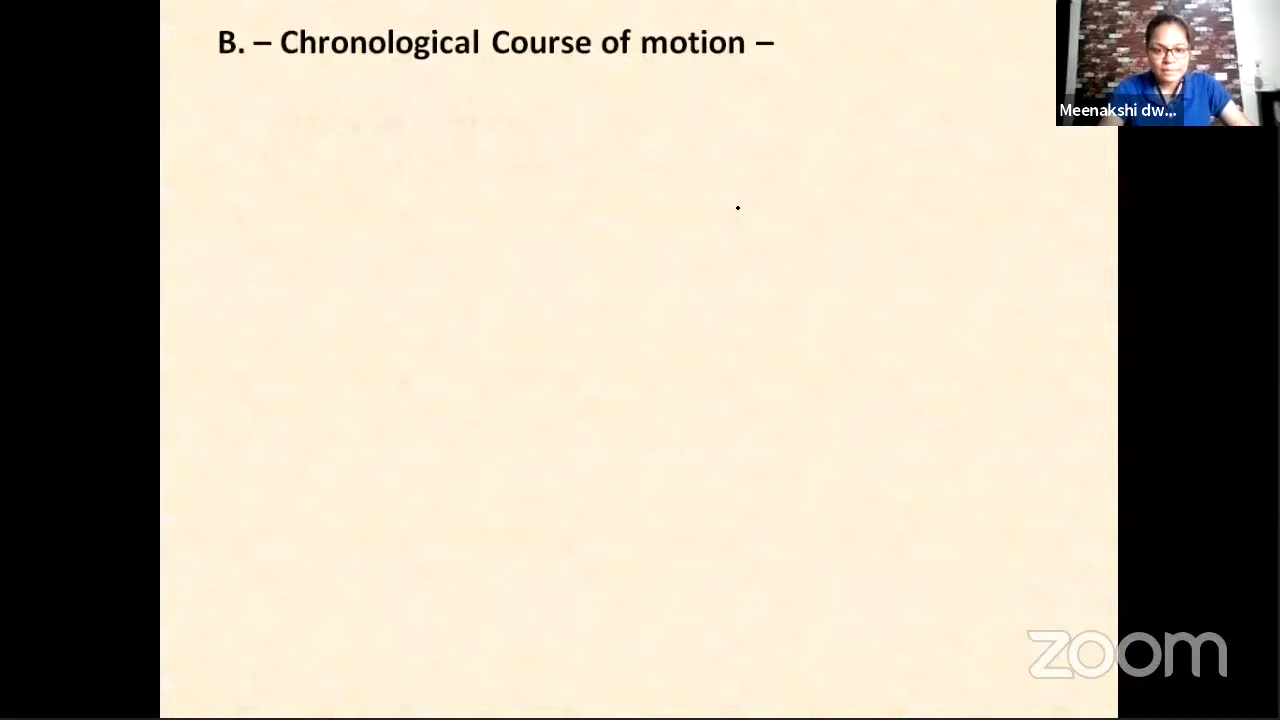 B. – Chronological Course of motion –
Meenakshi dw...
zoom